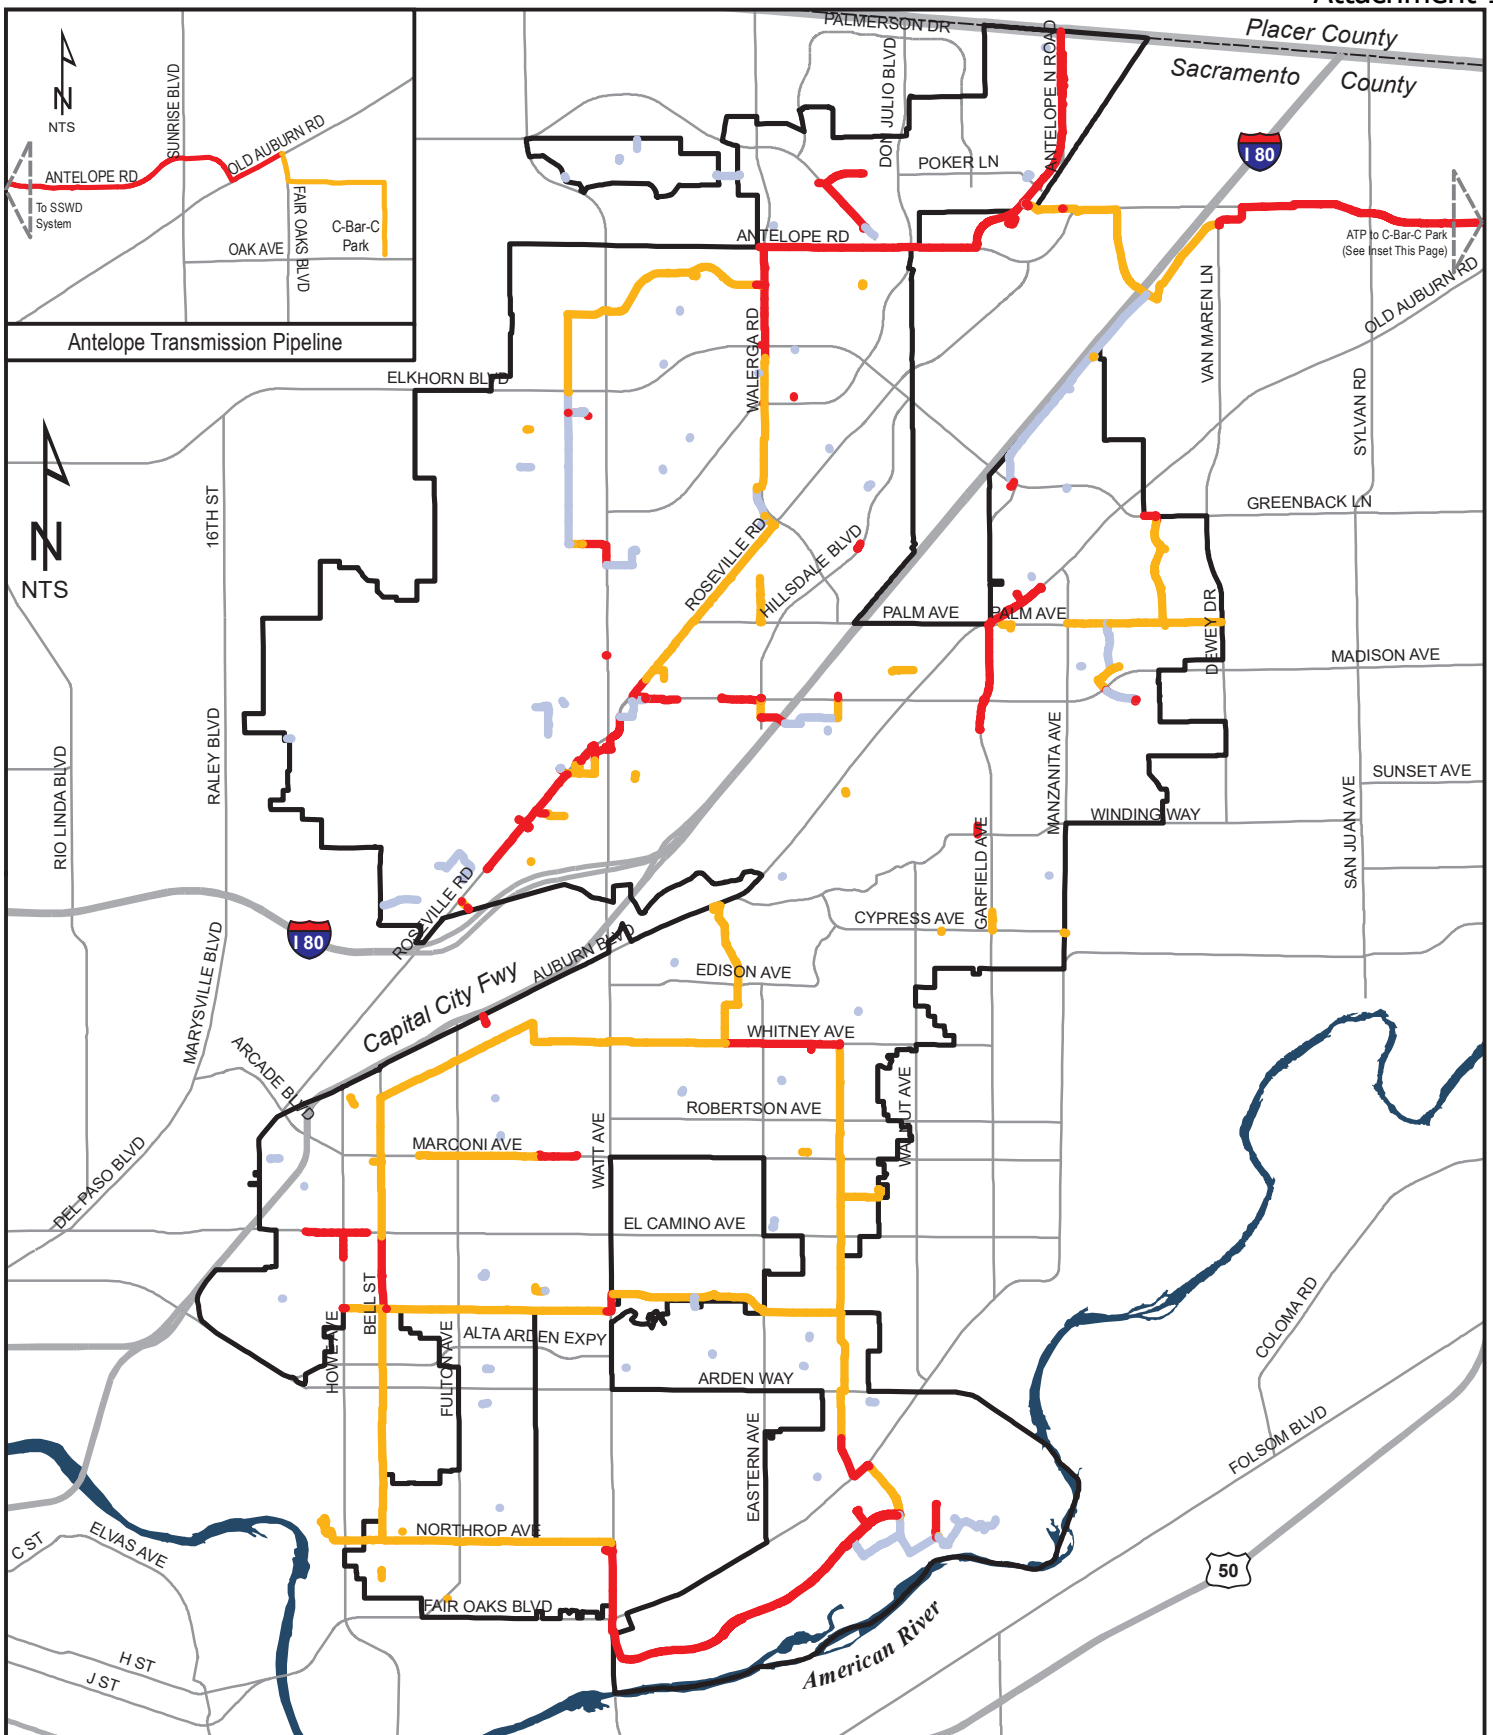 Attachment
N
NTS
SUNRISE BLVD
OLD AUBURN RD
ANTELOPE RD
To SSWD
System
FAIR OAKS BLVD
C-Bar-C
Park
OAK AVE
Antelope Transmission Pipeline
PALMERSON DR
DON JULIO BLVD
ANTELOPE N ROAD
Placer County
Sacramento County
I 80
POKER LN
ANTELOPE RD
ATP to C-Bar-C Park
(See Inset This Page)
OLD AUBURN RD
VAN MAREN LN
WALERGA RD
ELKHORN BLVD
SYLVAN RD
N
NTS
16TH ST
GREENBACK LN
ROSEVILLE RD
HILLSDALE BLVD
PALM AVE
PALM AVE
DEWEY DR
MADISON AVE
RIO LINDA BLVD
RALEY BLVD
MANZANITA AVE
SUNSET AVE
WINDING WAY
SAN JUAN AVE
GARFIELD AVE
ROSEVILLE RD
CYPRESS AVE
I 80
MARYSVILLE BLVD
AUBURN BLVD
EDISON AVE
Capital City Fwy
WHITNEY AVE
ARCADE BLVD
WALNUT AVE
ROBERTSON AVE
MARCONI AVE
WATT AVE
DEL PASO BLVD
EL CAMINO AVE
BELL ST
HOWE AVE
FULTON AVE
ALTA ARDEN EXPY
COLOMA RD
ARDEN WAY
EASTERN AVE
FOLSOM BLVD
C ST
ELVAS AVE
NORTHROP AVE
50
FAIR OAKS BLVD
American River
H ST
J ST